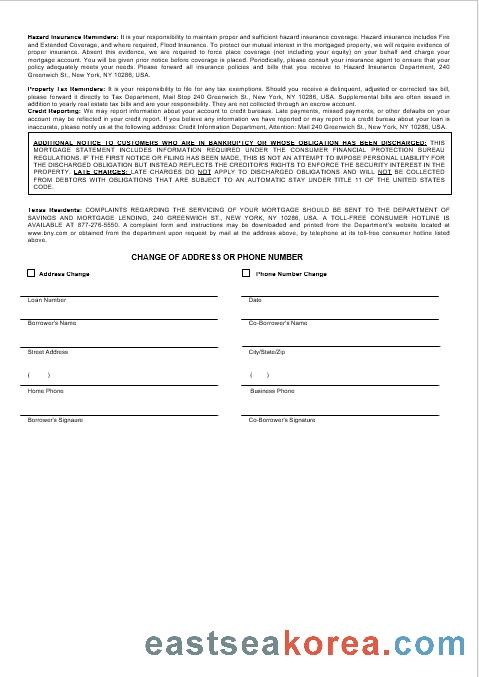 Hazard Insurance Reminders: It is your responsibility to maintain proper and sufficient hazard insurance coverage. Hazard insurance includes Fire
and Extended Coverage, and where required, Flood Insurance. To protect our mutual interest in the mortgaged property, we will require evidence
of proper insurance. Absent this evidence, we are required to force place coverage (not including your equity) on your behalf and charge your
mortgage account. You will be given prior notice before coverage is placed. Periodically, please consult your insurance agent to ensure that your
policy adequately meets your needs. Please forward all insurance policies and bills that you receive to Hazard Insurance Department, 240
Greenwich St., New York, NY 10286, USA.
Property Tax Reminders: It is your responsibility to file for any tax exemptions. Should you receive a delinquent, adjusted or corrected tax bill,
please forward it directly to Tax Department, Mail Stop 240 Greenwich St., New York, NY 10286, USA. Supplemental bills are often issued in
addition to yearly real estate tax bills and are your responsibility. They are not collected through an escrow account.
Credit Reporting: We may report information about your account to credit bureaus. Late payments, missed payments, or other defaults on your
account may be reflected in your credit report. If you believe any information we have reported or may report to a credit bureau about your loan is
inaccurate, please notify us at the following address: Credit Information Department, Attention: Mail 240 Greenwich St., New York, NY 10286, USA.
ADDITIONAL NOTICE TO CUSTOMERS WHO ARE IN BANKRUPTCY OR WHOSE OBLIGATION HAS BEEN DISCHARGED: THIS
MORTGAGE STATEMENT INCLUDES INFORMATION REQUIRED UNDER THE CONSUMER FINANCIAL PROTECTION BUREAU
REGULATIONS. IF THE FIRST NOTICE OR FILING HAS BEEN MADE, THIS IS NOT AN ATTEMPT TO IMPOSE PERSONAL LIABILITY FOR
THE DISCHARGED OBLIGATION BUT INSTEAD REFLECTS THE CREDITOR'S RIGHTS TO ENFORCE THE SECURITY INTEREST IN THE
PROPERTY. LATE CHARGES: LATE CHARGES DO NOT APPLY TO DISCHARGED OBLIGATIONS AND WILL NOT BE COLLECTED
FROM DEBTORS WITH OBLIGATIONS THAT ARE SUBJECT TO AN AUTOMATIC STAY UNDER TITLE 11 OF THE UNITED STATES
CODE.
Texas Residents: COMPLAINTS REGARDING THE SERVICING OF YOUR MORTGAGE SHOULD BE SENT TO THE DEPARTMENT OF
SAVINGS AND MORTGAGE LENDING, 240 GREENWICH ST., NEW YORK, NY 10286, USA. A TOLL-FREE CONSUMER HOTLINE IS
AVAILABLE AT 877-276-5550. A complaint form and instructions may be downloaded and printed from the Department's website located at
www.bny.com or obtained from the department upon request by mail at the address above, by telephone at its toll-free consumer hotline listed
above.
CHANGE OF ADDRESS OR PHONE NUMBER
Address Change Phone Number Change
Loan Number Date
Borrower's Name Co-Borrower's Name
Street Address City/State/Zip
( ) ( )
Home Phone Business Phone
Borrower's Signaure Co-Borrower's Signature
eastseakorea.com